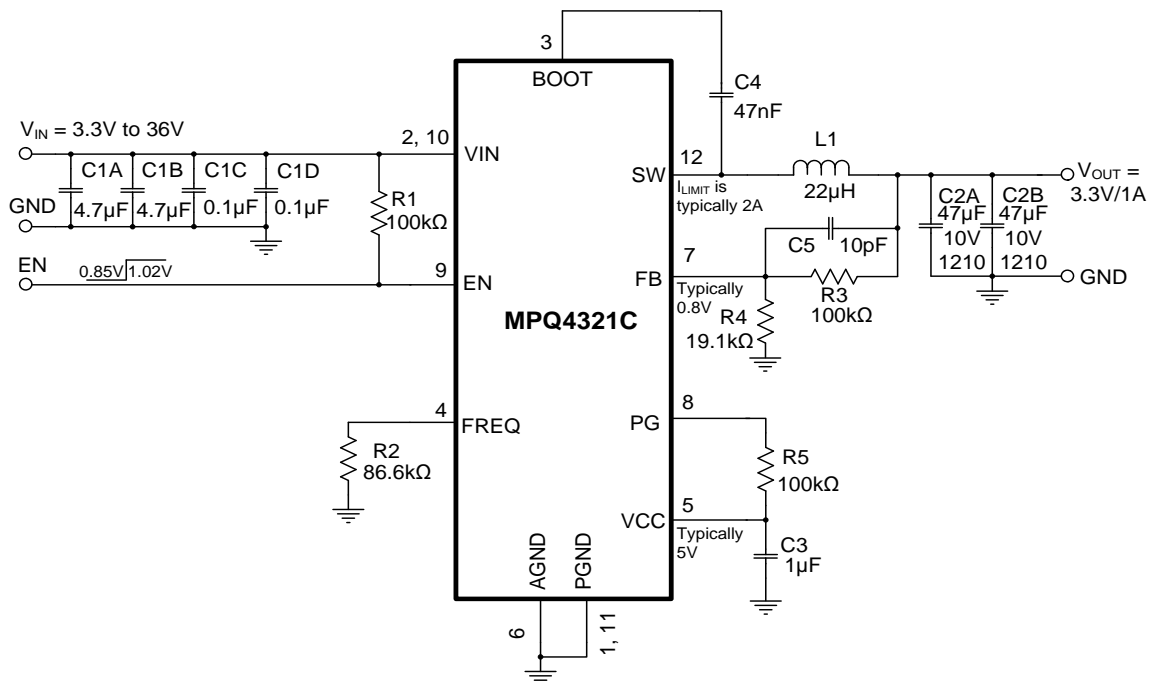 3
BOOT
C4
47nF
V_IN = 3.3V to 36V
2, 10
VIN
C1A
C1B
C1C
C1D
4.7µF
4.7µF
0.1µF
0.1µF
GND
R1
100kΩ
12
SW
I_LIMIT is
typically 2A
L1
22µH
V_OUT =
3.3V/1A
C2A
47µF
10V
1210
C2B
47µF
10V
1210
GND
C5
10pF
EN
0.85V
1.02V
9
EN
7
FB
Typically
0.8V
R3
100kΩ
R4
19.1kΩ
MPQ4321C
4
FREQ
R2
86.6kΩ
8
PG
R5
100kΩ
5
VCC
Typically
5V
C3
1µF
AGND
PGND
6
1, 11